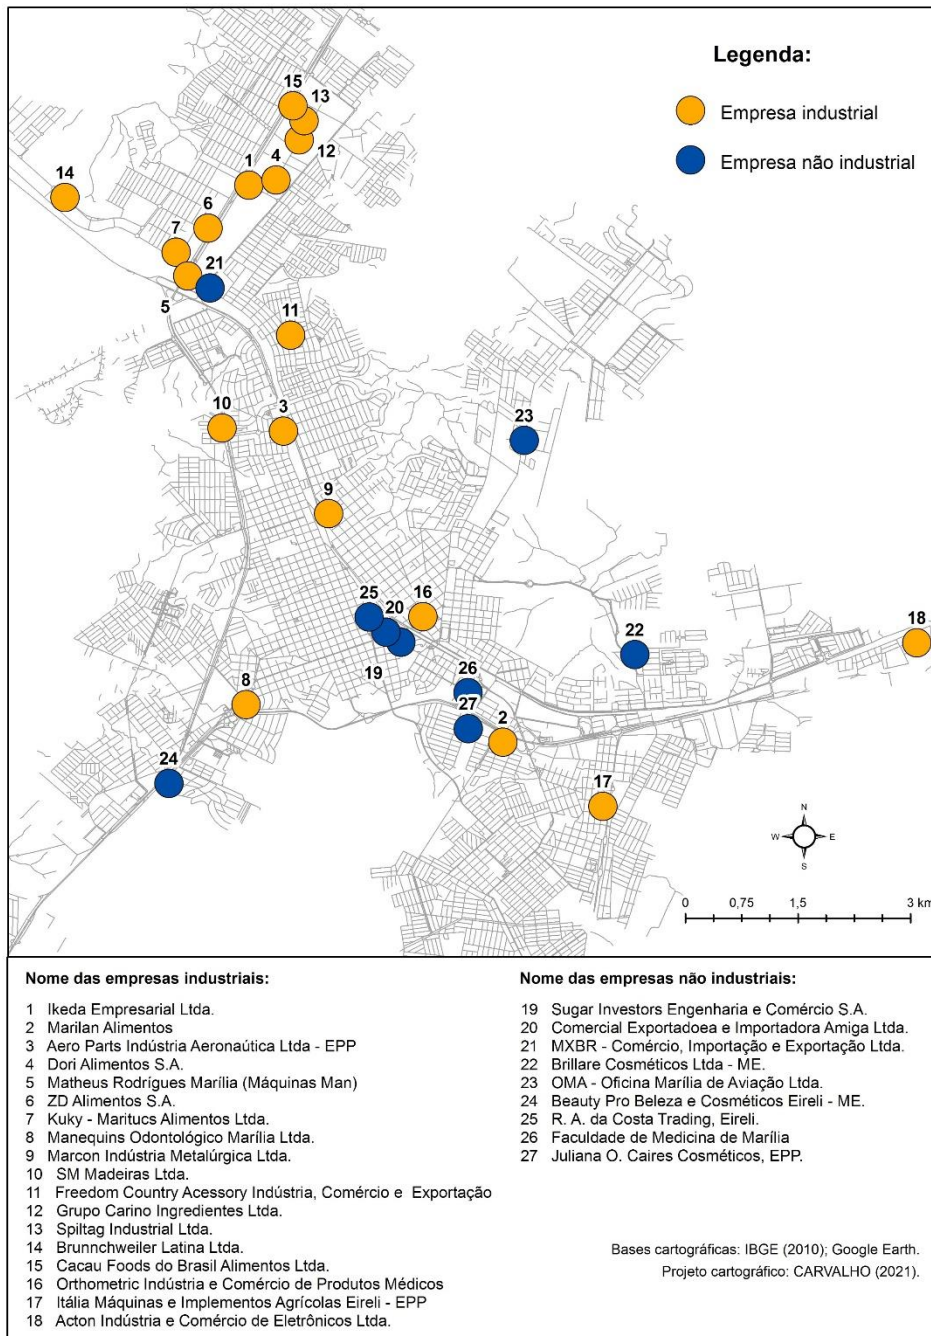 Legenda:
Empresa industrial
Empresa não industrial
15
13
12
4
1
14
6
7
21
5
11
10
3
23
9
25
20
16
19
22
18
26
8
27
2
24
17
N
W
E
S
0
0,75
1,5
3 km
Nome das empresas industriais:
1 Ikeda Empresarial Ltda.
2 Marilan Alimentos
3 Aero Parts Indústria Aeronaútica Ltda - EPP
4 Dori Alimentos S.A.
5 Matheus Rodrígues Marília (Máquinas Man)
6 ZD Alimentos S.A.
7 Kuky - Maritucs Alimentos Ltda.
8 Manequins Odontológico Marília Ltda.
9 Marcon Indústria Metalúrgica Ltda.
10 SM Madeiras Ltda.
11 Freedom Country Acessory Indústria, Comércio e Exportação
12 Grupo Carino Ingredientes Ltda.
13 Spiltag Industrial Ltda.
14 Brunnchweiler Latina Ltda.
15 Cacau Foods do Brasil Alimentos Ltda.
16 Orthometric Indústria e Comércio de Produtos Médicos
17 Itália Máquinas e Implementos Agrícolas Eireli - EPP
18 Acton Indústria e Comércio de Eletrônicos Ltda.
Nome das empresas não industriais:
19 Sugar Investors Engenharia e Comércio S.A.
20 Comercial Exportadoea e Importadora Amiga Ltda.
21 MXBR - Comércio, Importação e Exportação Ltda.
22 Brillare Cosméticos Ltda - ME.
23 OMA - Oficina Marília de Aviação Ltda.
24 Beauty Pro Beleza e Cosméticos Eireli - ME.
25 R. A. da Costa Trading, Eireli.
26 Faculdade de Medicina de Marília
27 Juliana O. Caires Cosméticos, EPP.
Bases cartográficas: IBGE (2010); Google Earth.
Projeto cartográfico: CARVALHO (2021).